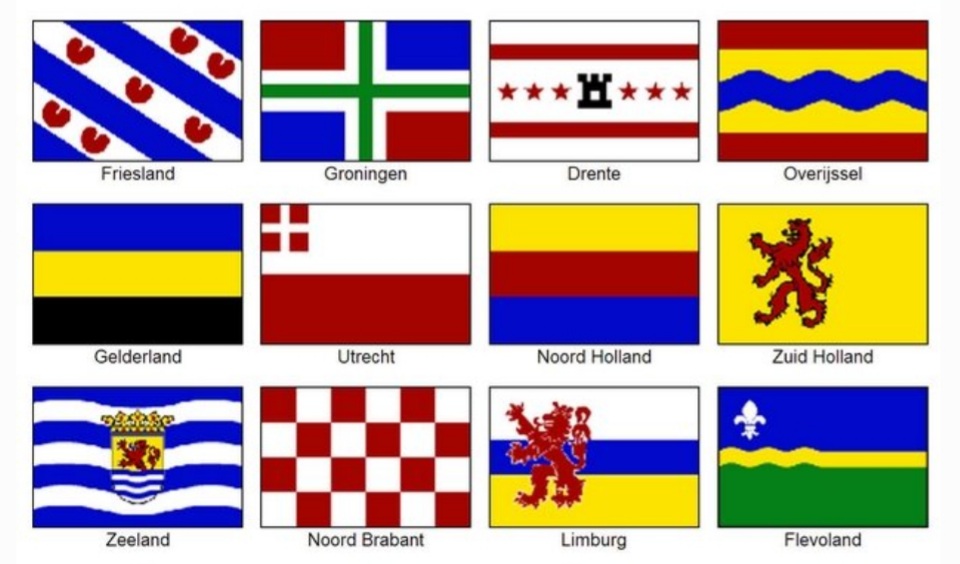 Friesland
Groningen
Drente
Overijssel
Gelderland
Utrecht
Noord Holland
Zuid Holland
Zeeland
Noord Brabant
Limburg
Flevoland